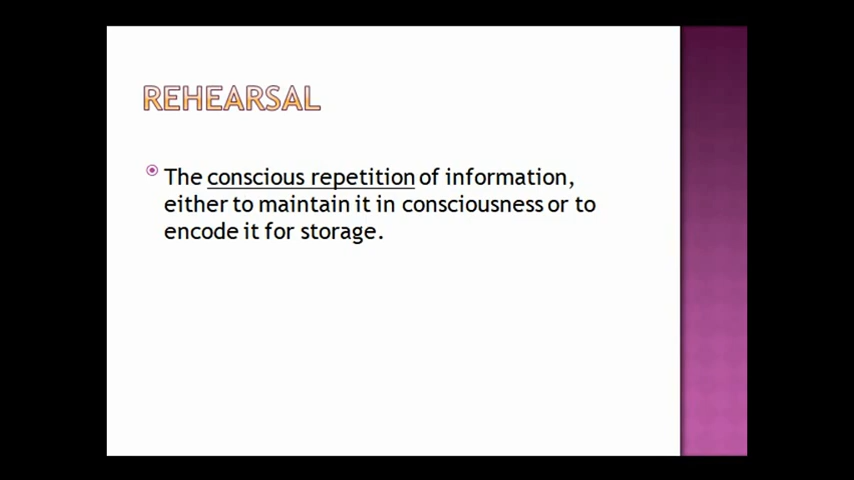 REHEARSAL
The conscious repetition of information,
either to maintain it in consciousness or to
encode it for storage.